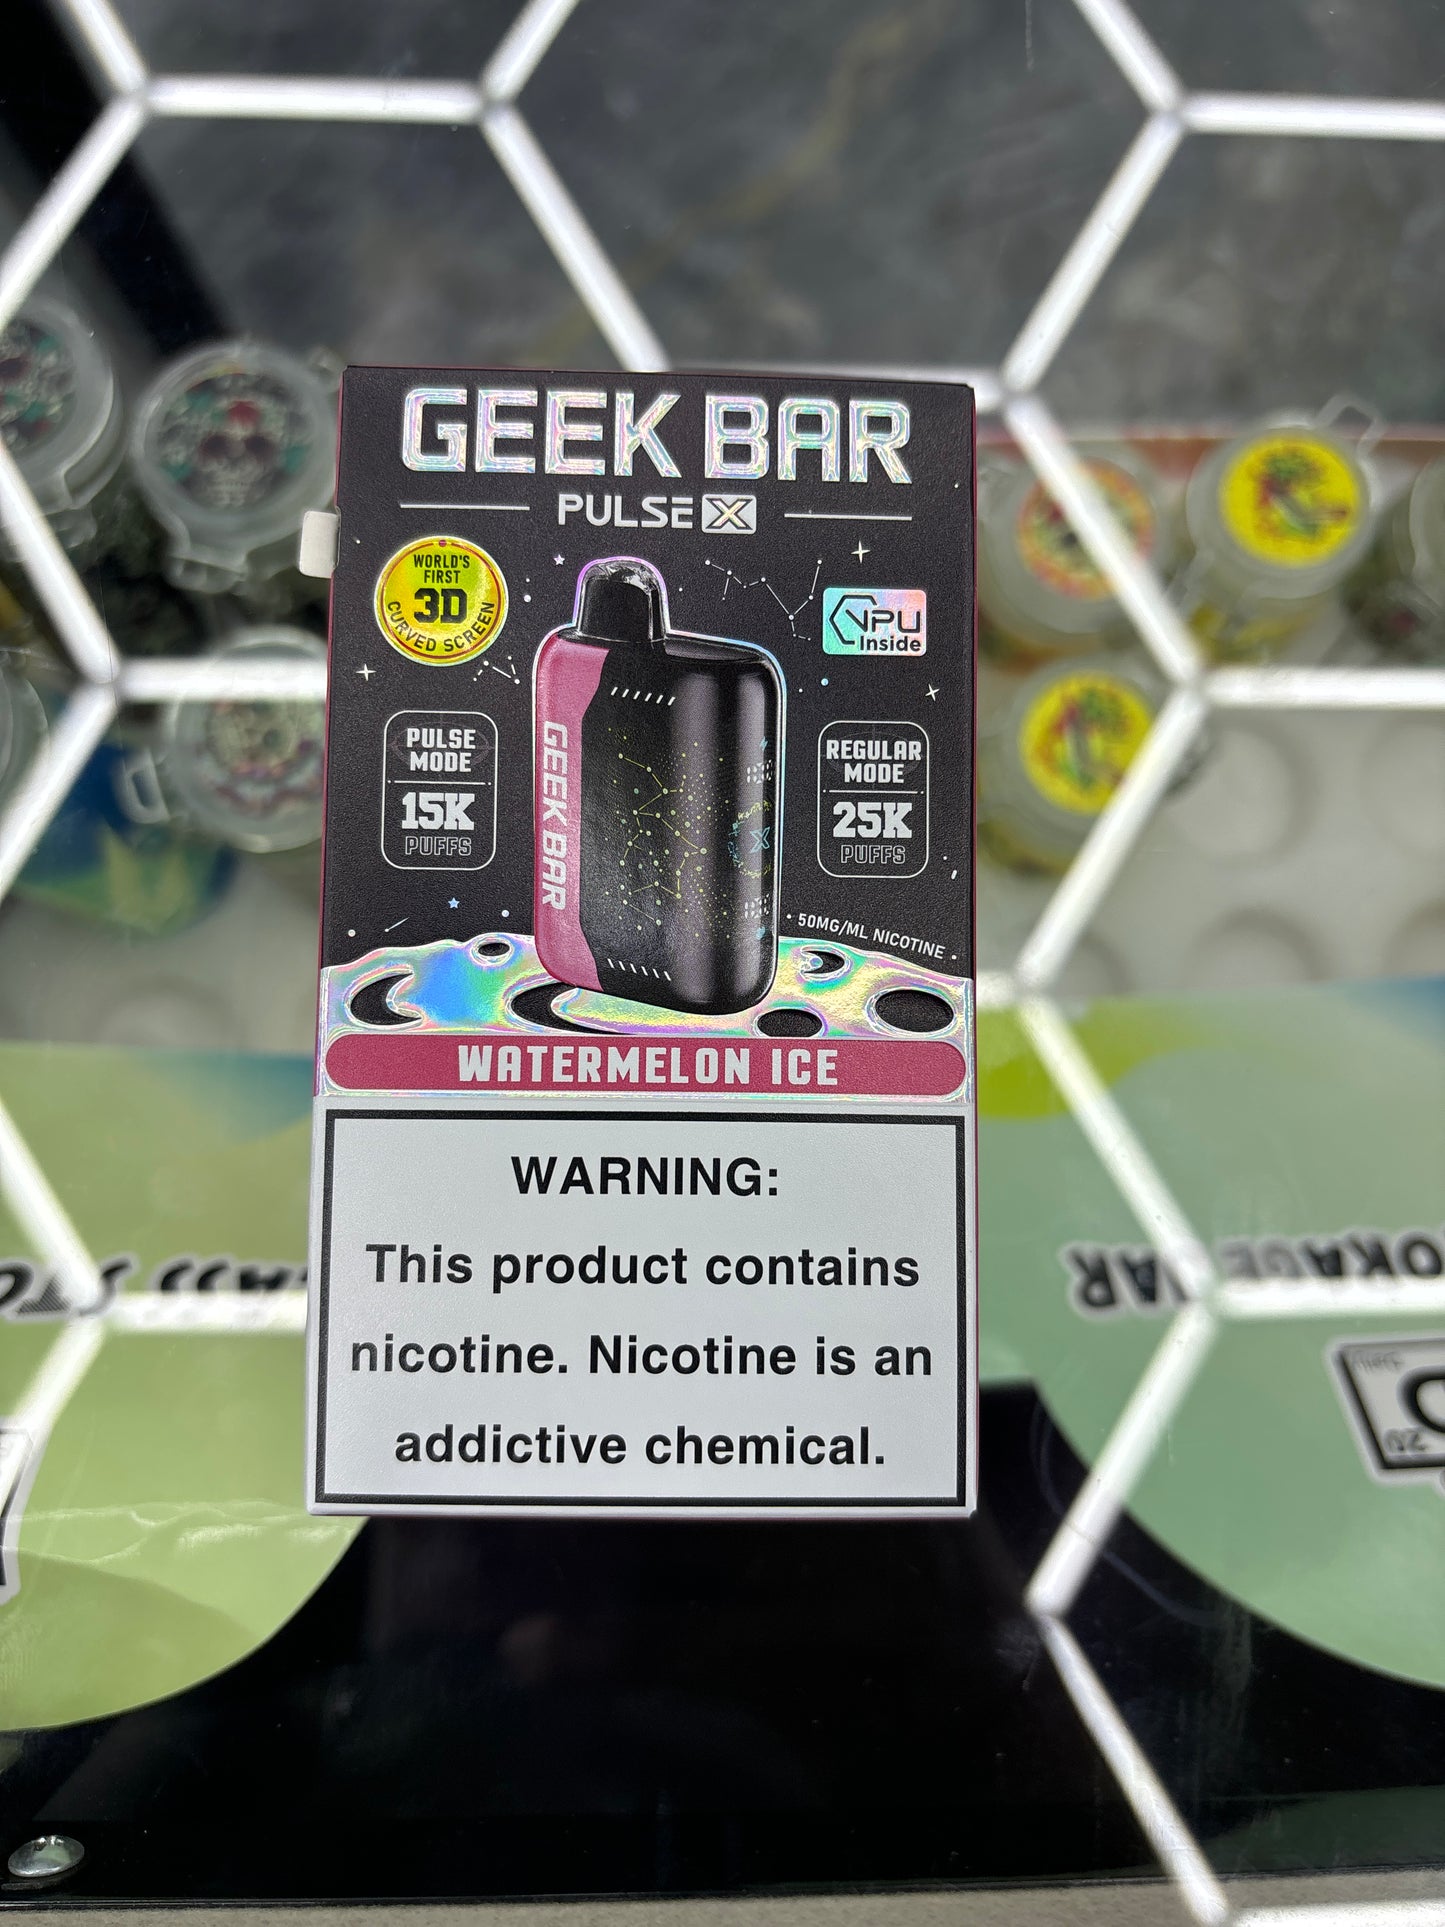 GEEK BAR
PULSE X
WORLD'S
FIRST
3D
CURVED SCREEN
VPU
Inside
PULSE
MODE
15K
PUFFS
REGULAR
MODE
25K
PUFFS
GEEK BAR
X
50MG/ML NICOTINE
WATERMELON ICE
WARNING:
This product contains
nicotine. Nicotine is an
addictive chemical.